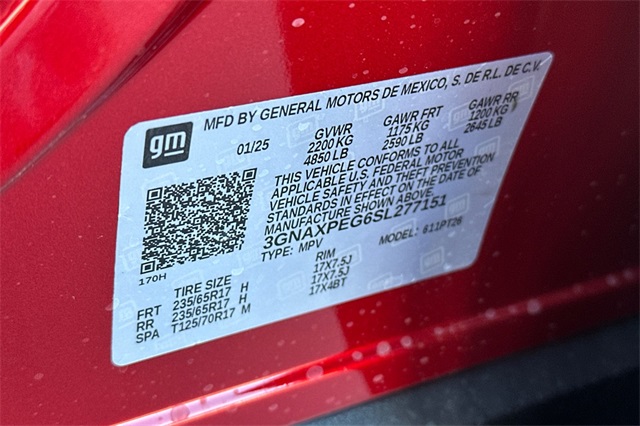 MFD BY GENERAL MOTORS DE MEXICO, S. DE R.L. DE C.V.
gm
01/25 GVWR GAWR FRT GAWR RR
2200 KG 1175 KG 1200 KG
4850 LB 2590 LB 2645 LB
THIS VEHICLE CONFORMS TO ALL
APPLICABLE U.S. FEDERAL MOTOR
VEHICLE SAFETY AND THEFT PREVENTION
STANDARDS IN EFFECT ON THE DATE OF
MANUFACTURE SHOWN ABOVE.
3GNAXPEG6SL277151
TYPE: MPV MODEL: 611PT26
170H
TIRE SIZE RIM
FRT 235/65R17 H 17X7.5J
RR 235/65R17 H 17X7.5J
SPA T125/70R17 M 17X4BT